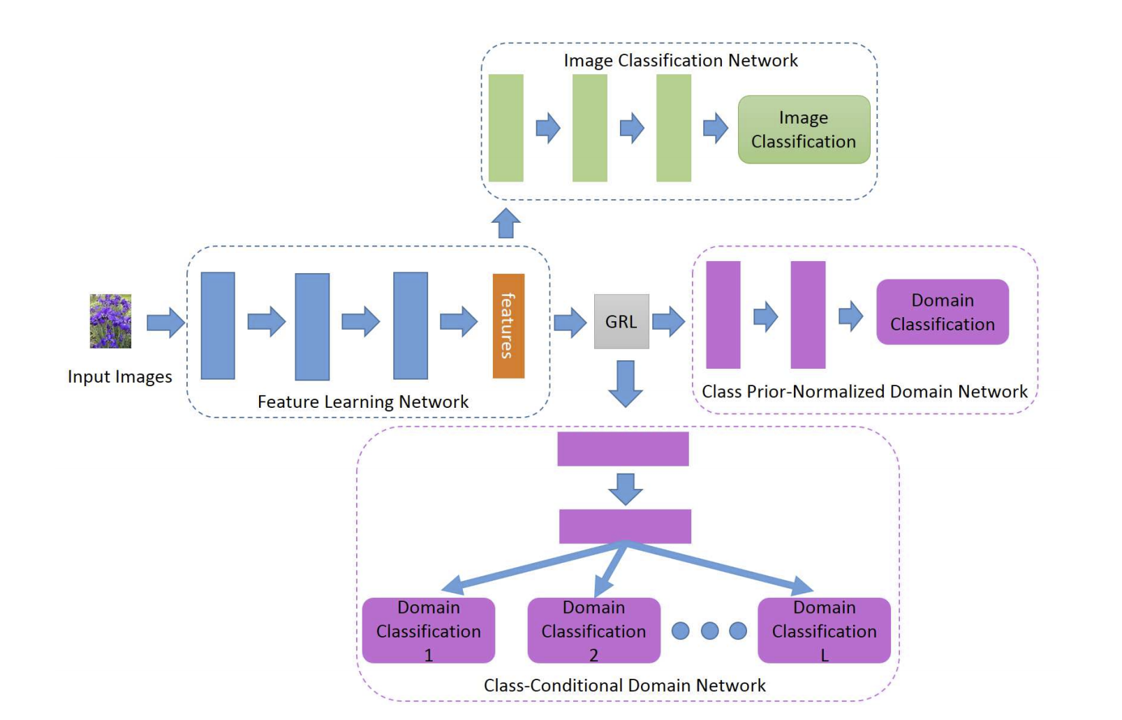 Image Classification Network
Image
Classification
Input Images
features
Feature Learning Network
GRL
Domain
Classification
Class Prior-Normalized Domain Network
Domain
Classification
1
Domain
Classification
2
Domain
Classification
L
Class-Conditional Domain Network